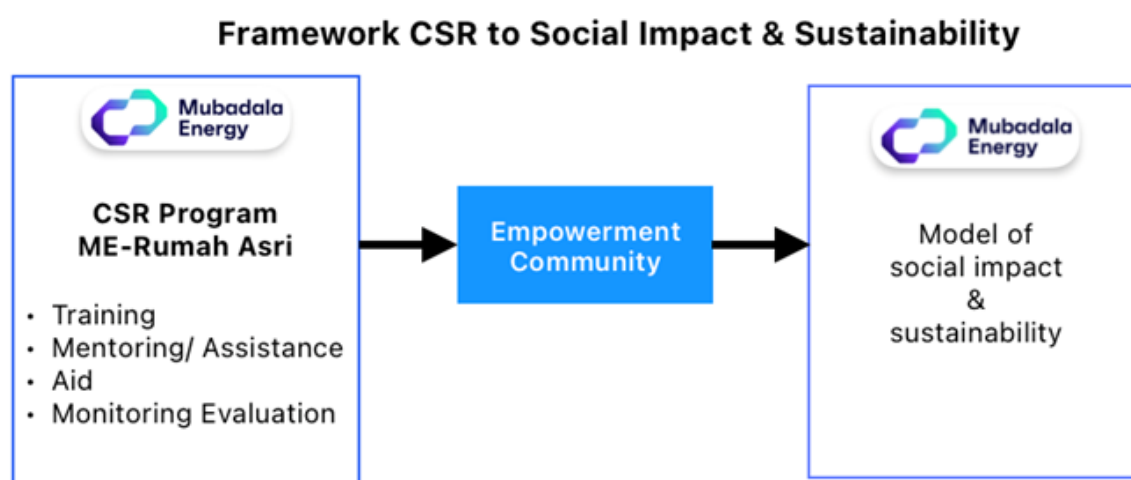 Framework CSR to Social Impact & Sustainability
Mubadala
Energy
CSR Program
ME-Rumah Asri
• Training
• Mentoring/ Assistance
• Aid
• Monitoring Evaluation
Empowerment
Community
Mubadala
Energy
Model of
social impact
&
sustainability